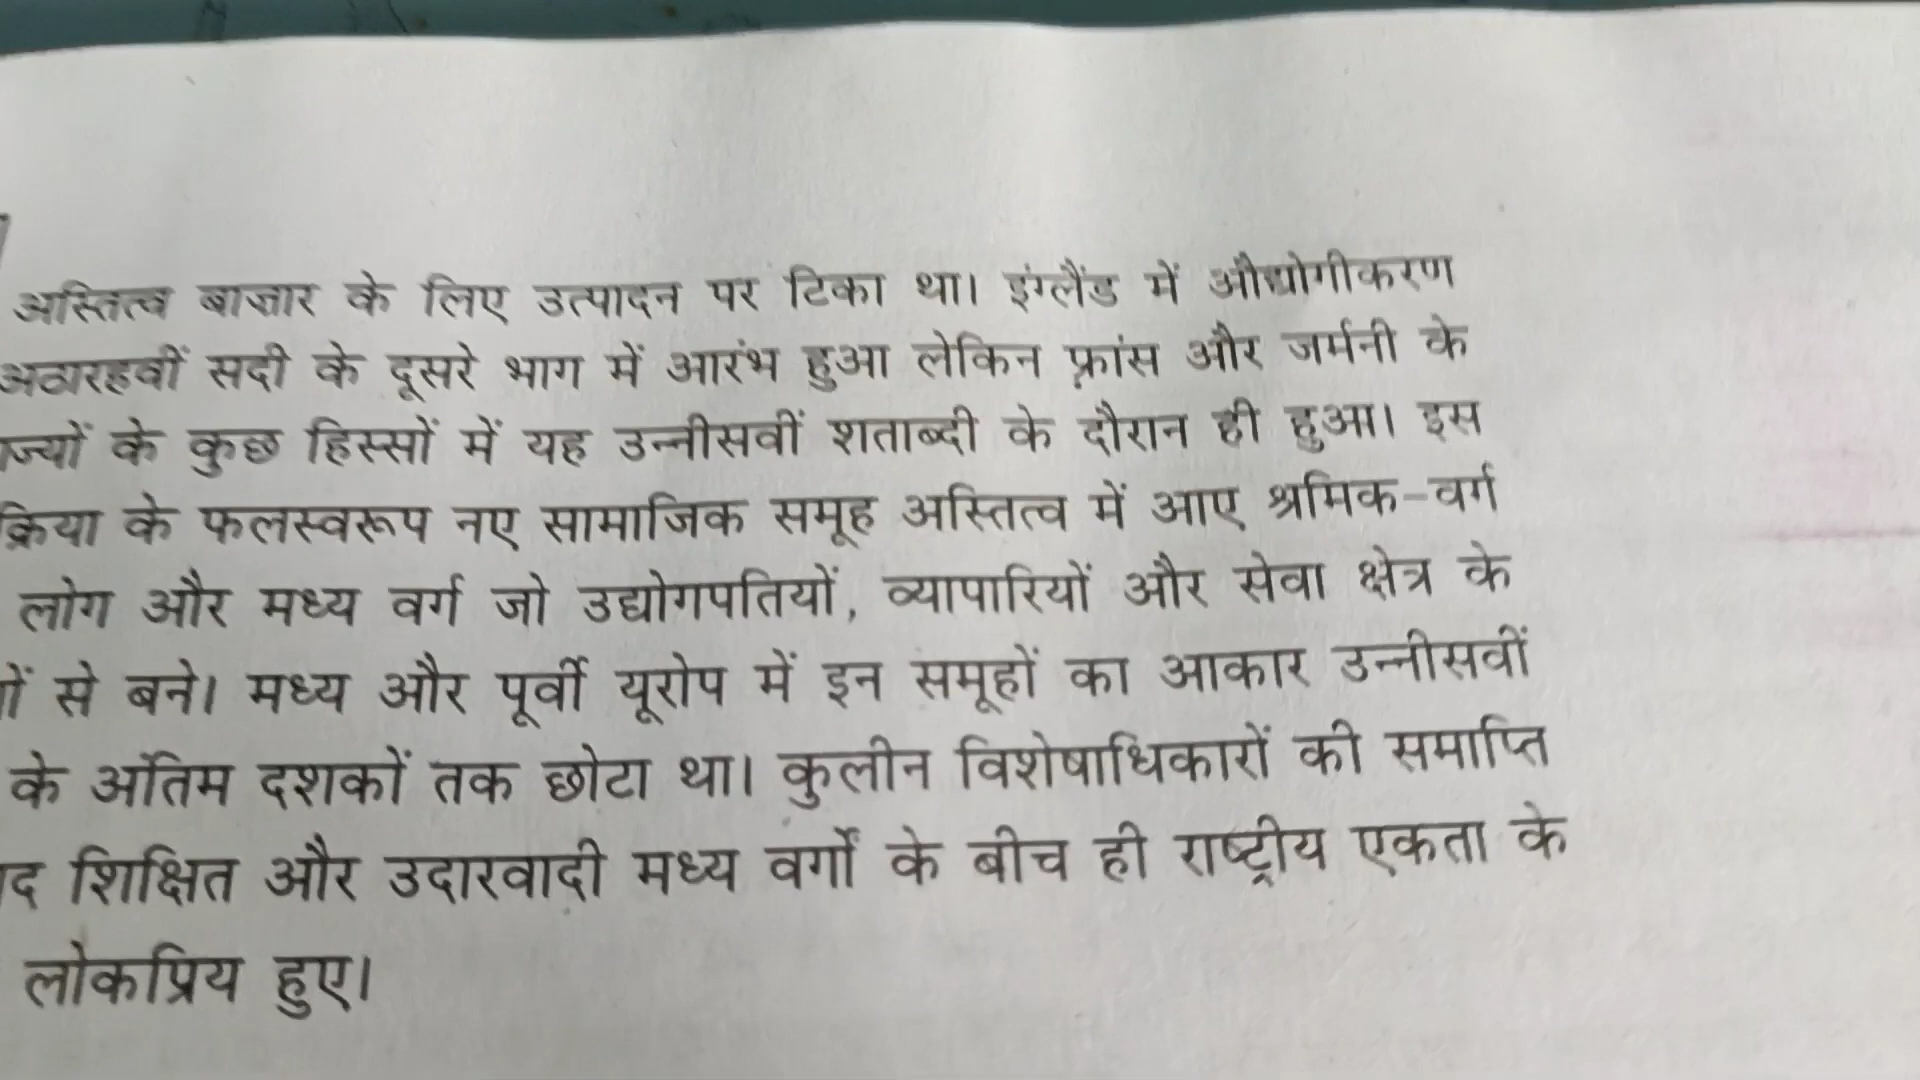 अस्तित्व बाज़ार के लिए उत्पादन पर टिका था। इंग्लैंड में औद्योगीकरण
अठारहवीं सदी के दूसरे भाग में आरंभ हुआ लेकिन फ़्रांस और जर्मनी के
ज्यों के कुछ हिस्सों में यह उन्नीसवीं शताब्दी के दौरान ही हुआ। इस
क्रिया के फलस्वरूप नए सामाजिक समूह अस्तित्व में आए श्रमिक-वर्ग
लोग और मध्य वर्ग जो उद्योगपतियों, व्यापारियों और सेवा क्षेत्र के
से बने। मध्य और पूर्वी यूरोप में इन समूहों का आकार उन्नीसवीं
के अंतिम दशकों तक छोटा था। कुलीन विशेषाधिकारों की समाप्ति
शिक्षित और उदारवादी मध्य वर्गों के बीच ही राष्ट्रीय एकता के
लोकप्रिय हुए।